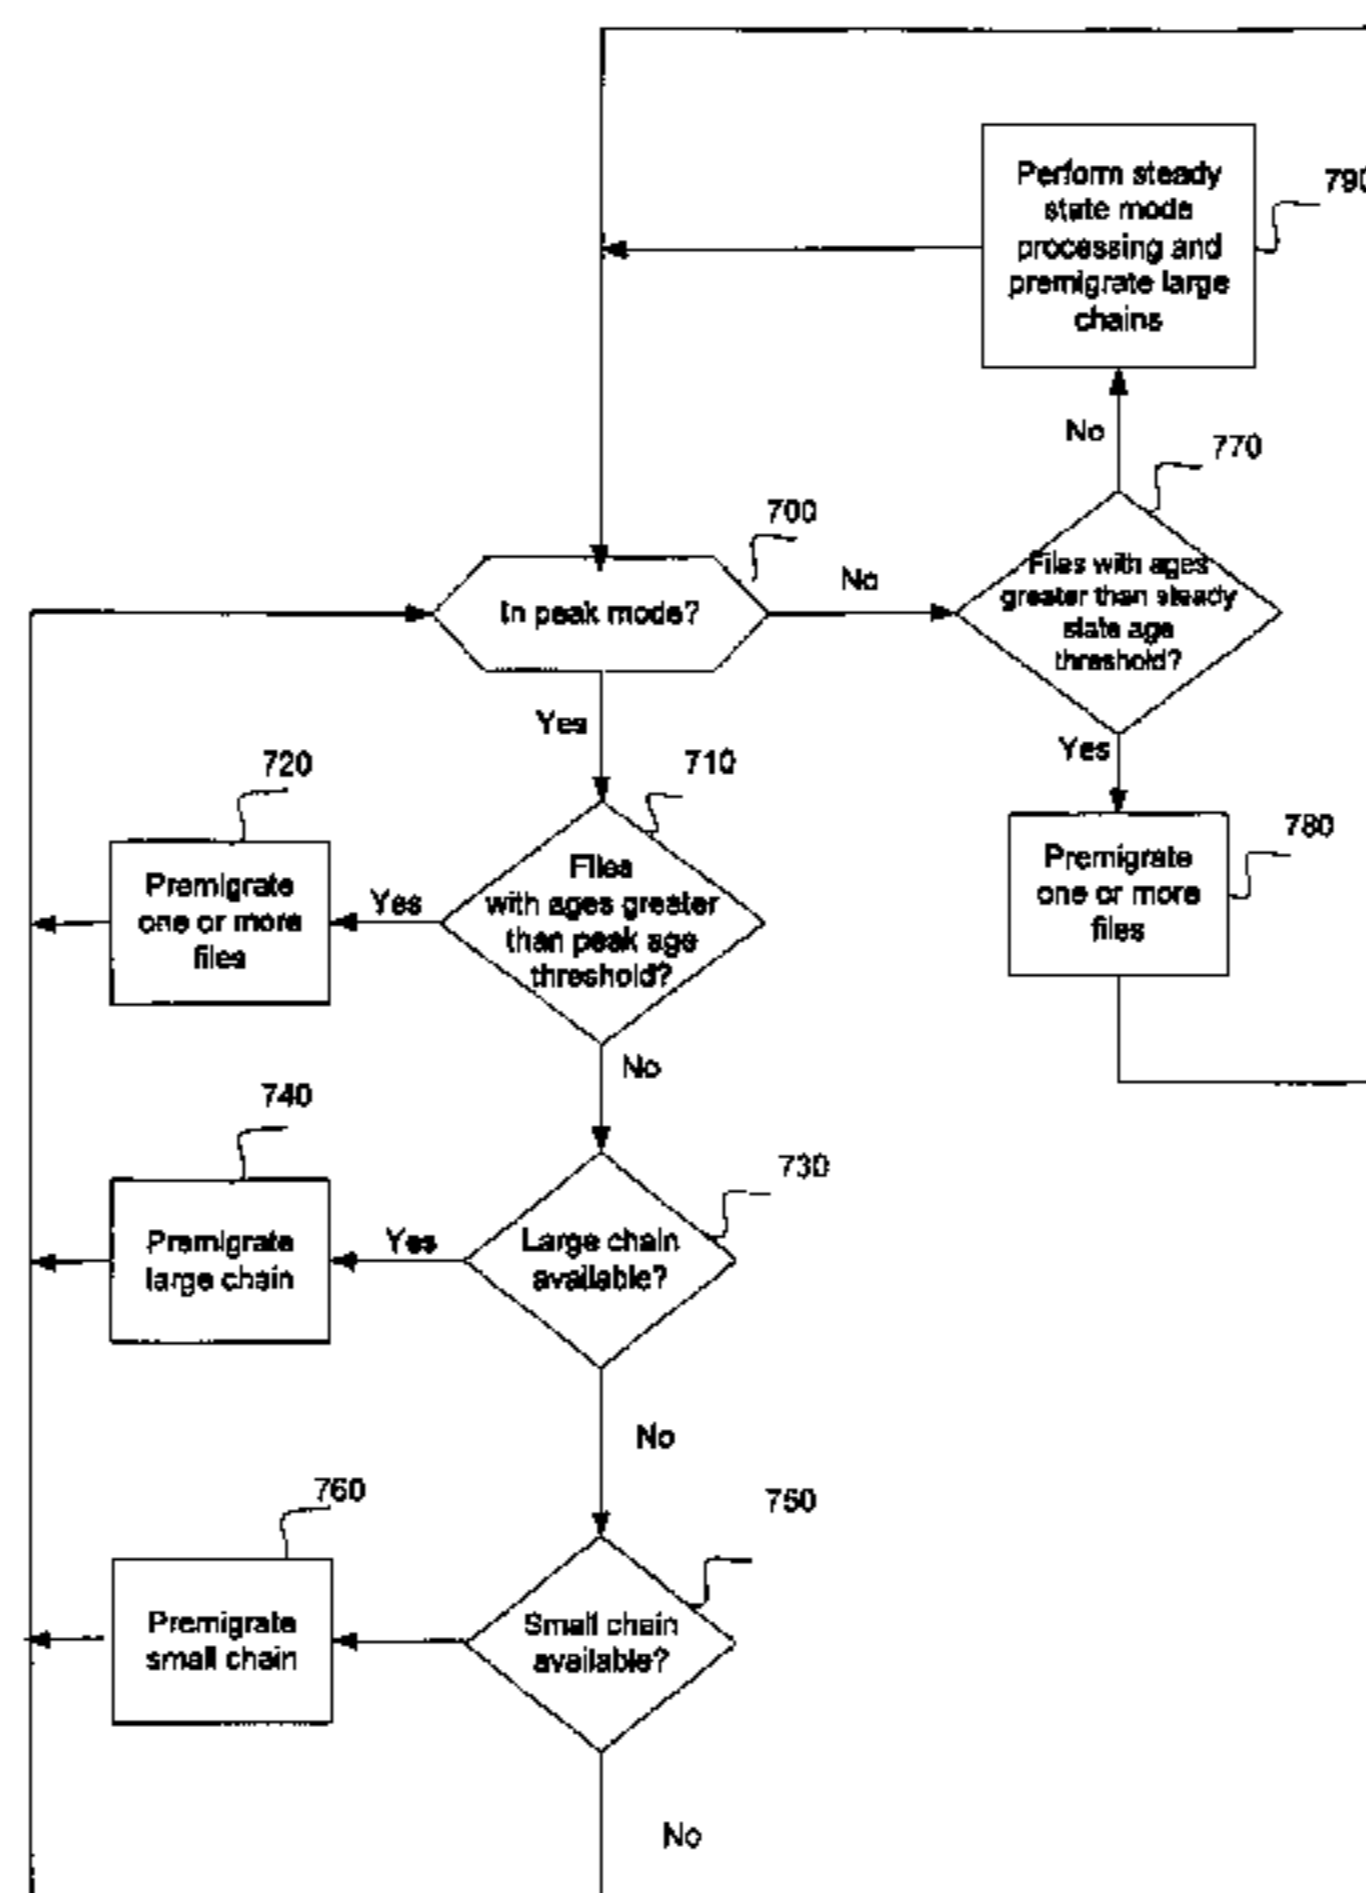 Perform steady
state mode
processing and
premigrate large
chains
790
No
770
700
No
In peak mode?
Files with ages
greater than steady
state age
threshold?
Yes
Yes
720
710
780
Premigrate
one or more
files
Premigrate
one or more
files
Yes
Files
with ages greater
than peak age
threshold?
No
740
730
Premigrate
large chain
Yes
Large chain
available?
No
760
750
Premigrate
small chain
Small chain
available?
No